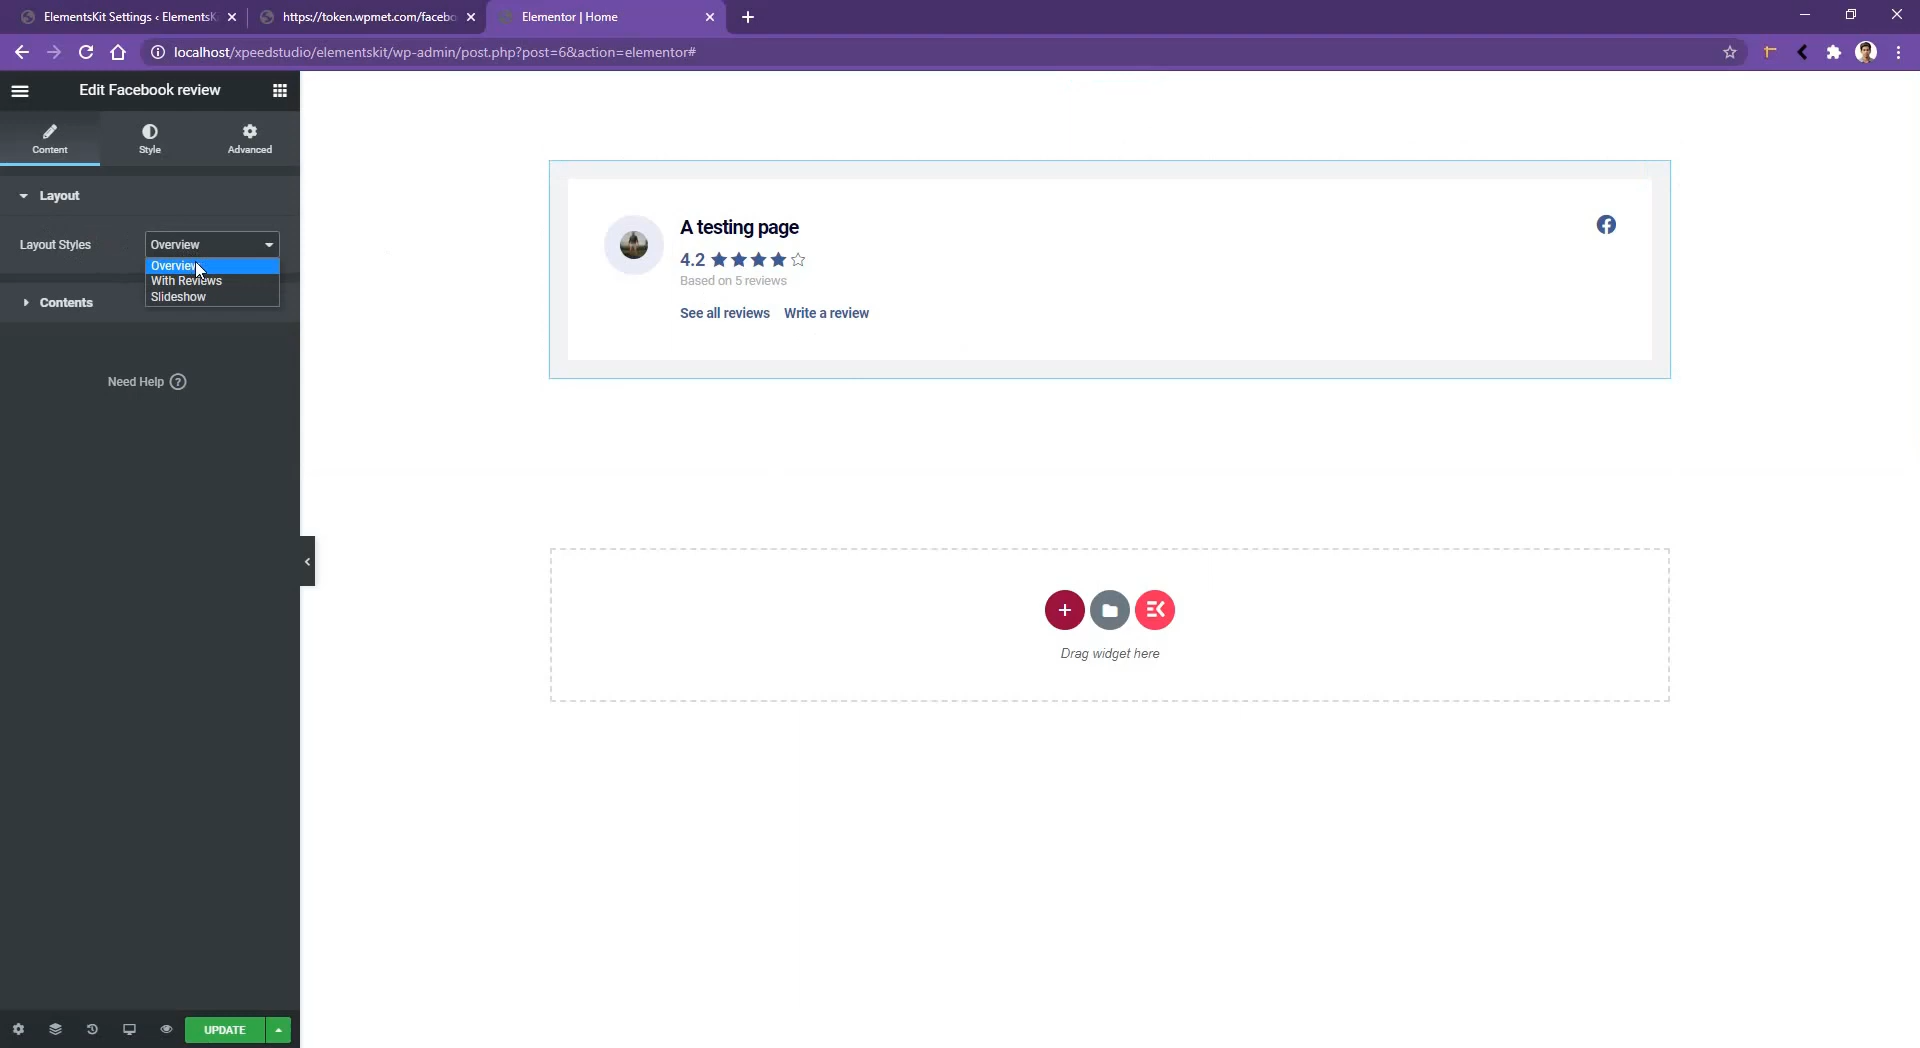 ElementsKit Settings ‹ ElementsK
https://token.wpmet.com/facebo
Elementor | Home
localhost/xpeedstudio/elementskit/wp-admin/post.php?post=6&action=elementor#
Edit Facebook review
Content
Style
Advanced
Layout
Layout Styles
Overview
Overview
With Reviews
Slideshow
Contents
Need Help ?
UPDATE
A testing page
4.2
Based on 5 reviews
See all reviews Write a review
Drag widget here